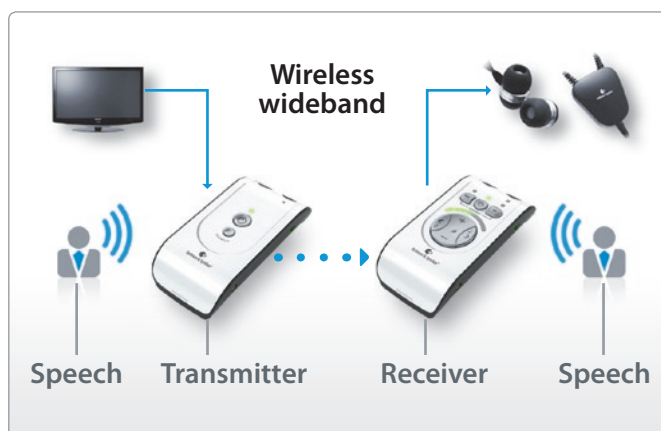 Wireless
wideband
Speech
Transmitter
Receiver
Speech